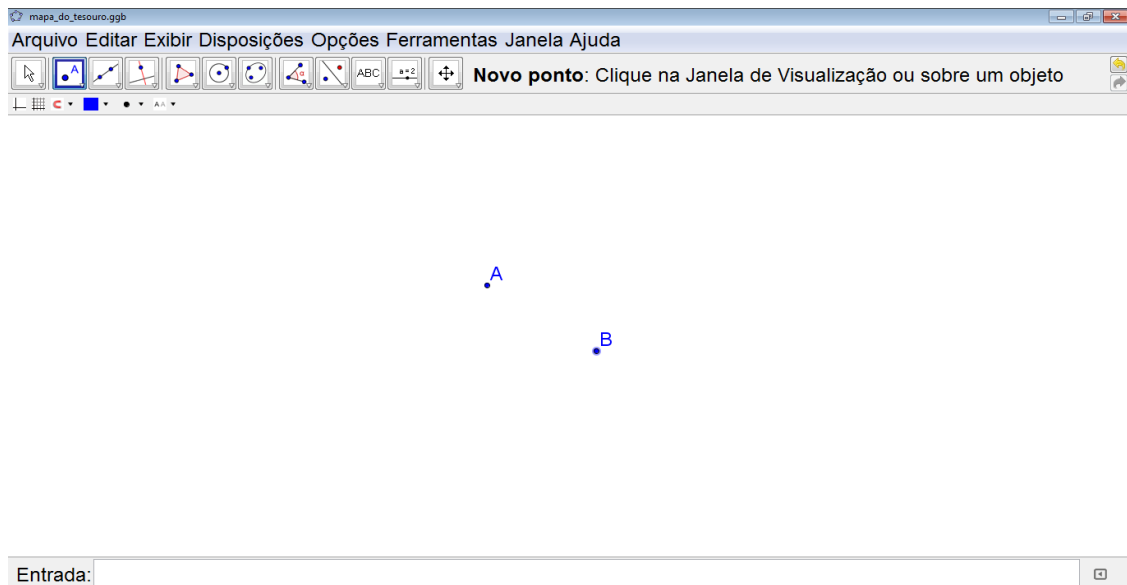 mapa_do_tesouro.ggb
Arquivo Editar Exibir Disposições Opções Ferramentas Janela Ajuda
A ABC a=2 Novo ponto: Clique na Janela de Visualização ou sobre um objeto
A A
A
B
Entrada: